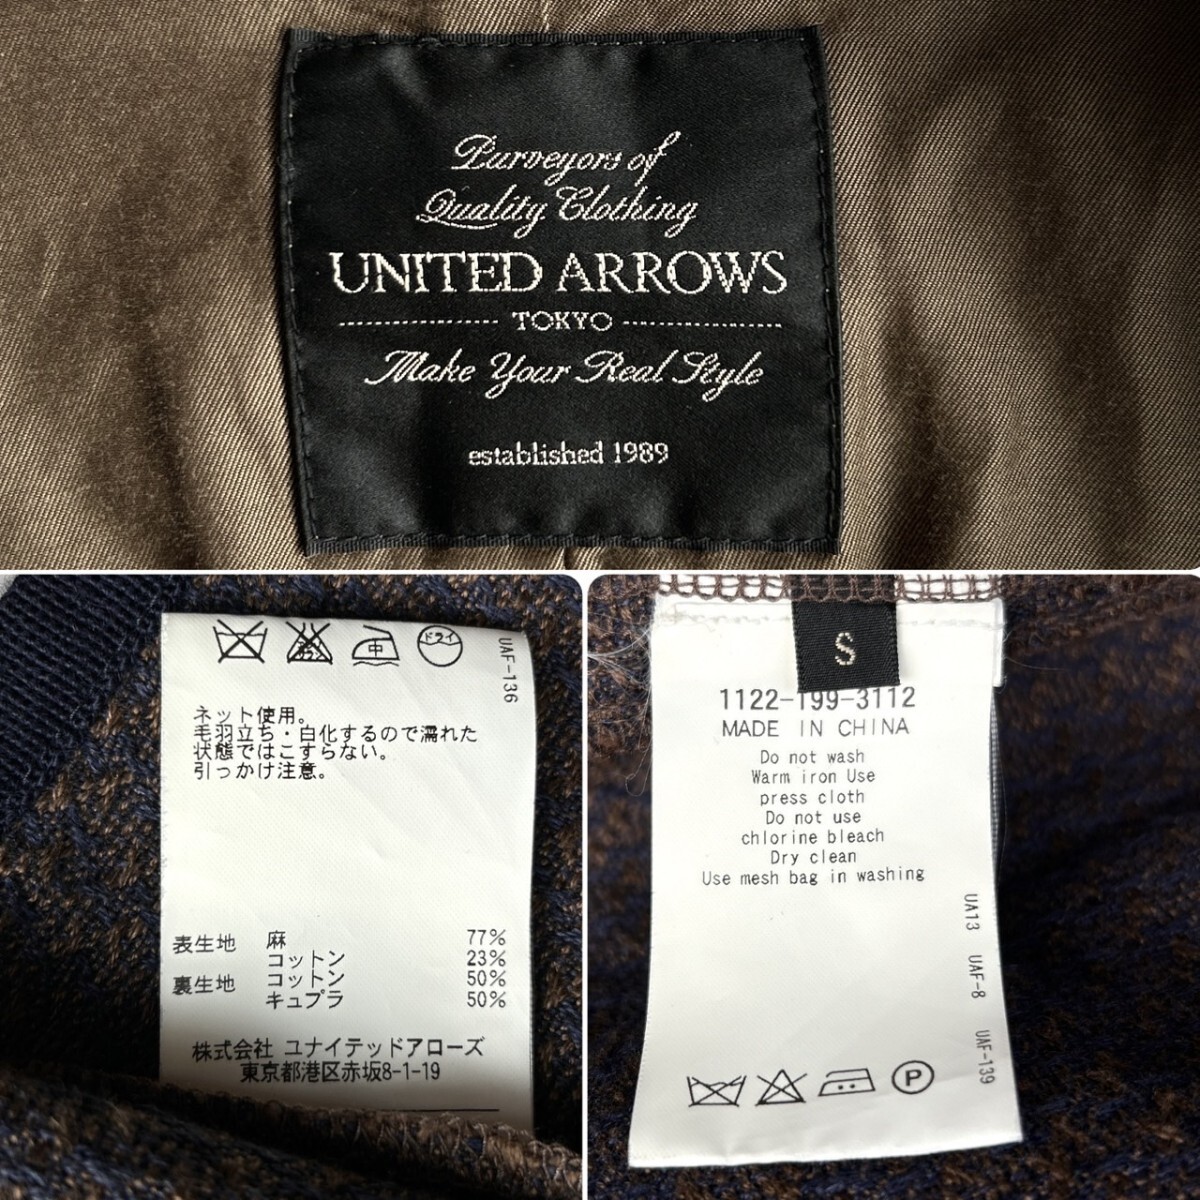 Purveyors of
Quality Clothing
UNITED ARROWS
TOKYO
Make Your Real Style
established 1989
中
ドライ
UAF-136
ネット使用。
毛羽立ち・白化するので濡れた
状態ではこすらない。
引っかけ注意。
表生地 麻 77%
コットン 23%
裏生地 コットン 50%
キュプラ 50%
株式会社 ユナイテッドアローズ
東京都港区赤坂8-1-19
S
1122-199-3112
MADE IN CHINA
Do not wash
Warm iron Use
press cloth
Do not use
chlorine bleach
Dry clean
Use mesh bag in washing
UA13 UAF-8 UAF-139
P